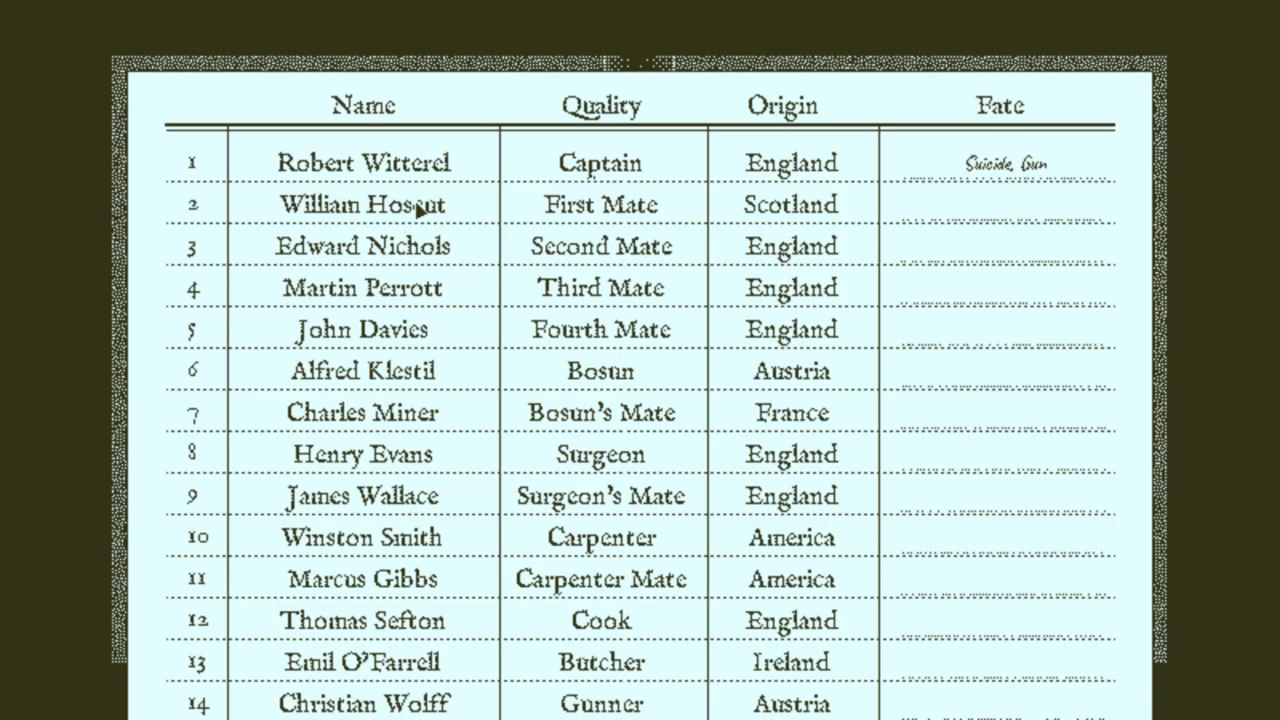 Name Quality Origin Fate
1 Robert Witterel Captain England Suicide, Gun
2 William Hoscut First Mate Scotland
3 Edward Nichols Second Mate England
4 Martin Perrott Third Mate England
5 John Davies Fourth Mate England
6 Alfred Klestil Bosun Austria
7 Charles Miner Bosun's Mate France
8 Henry Evans Surgeon England
9 James Wallace Surgeon's Mate England
10 Winston Smith Carpenter America
11 Marcus Gibbs Carpenter Mate America
12 Thomas Sefton Cook England
13 Emil O'Farrell Butcher Ireland
14 Christian Wolff Gunner Austria